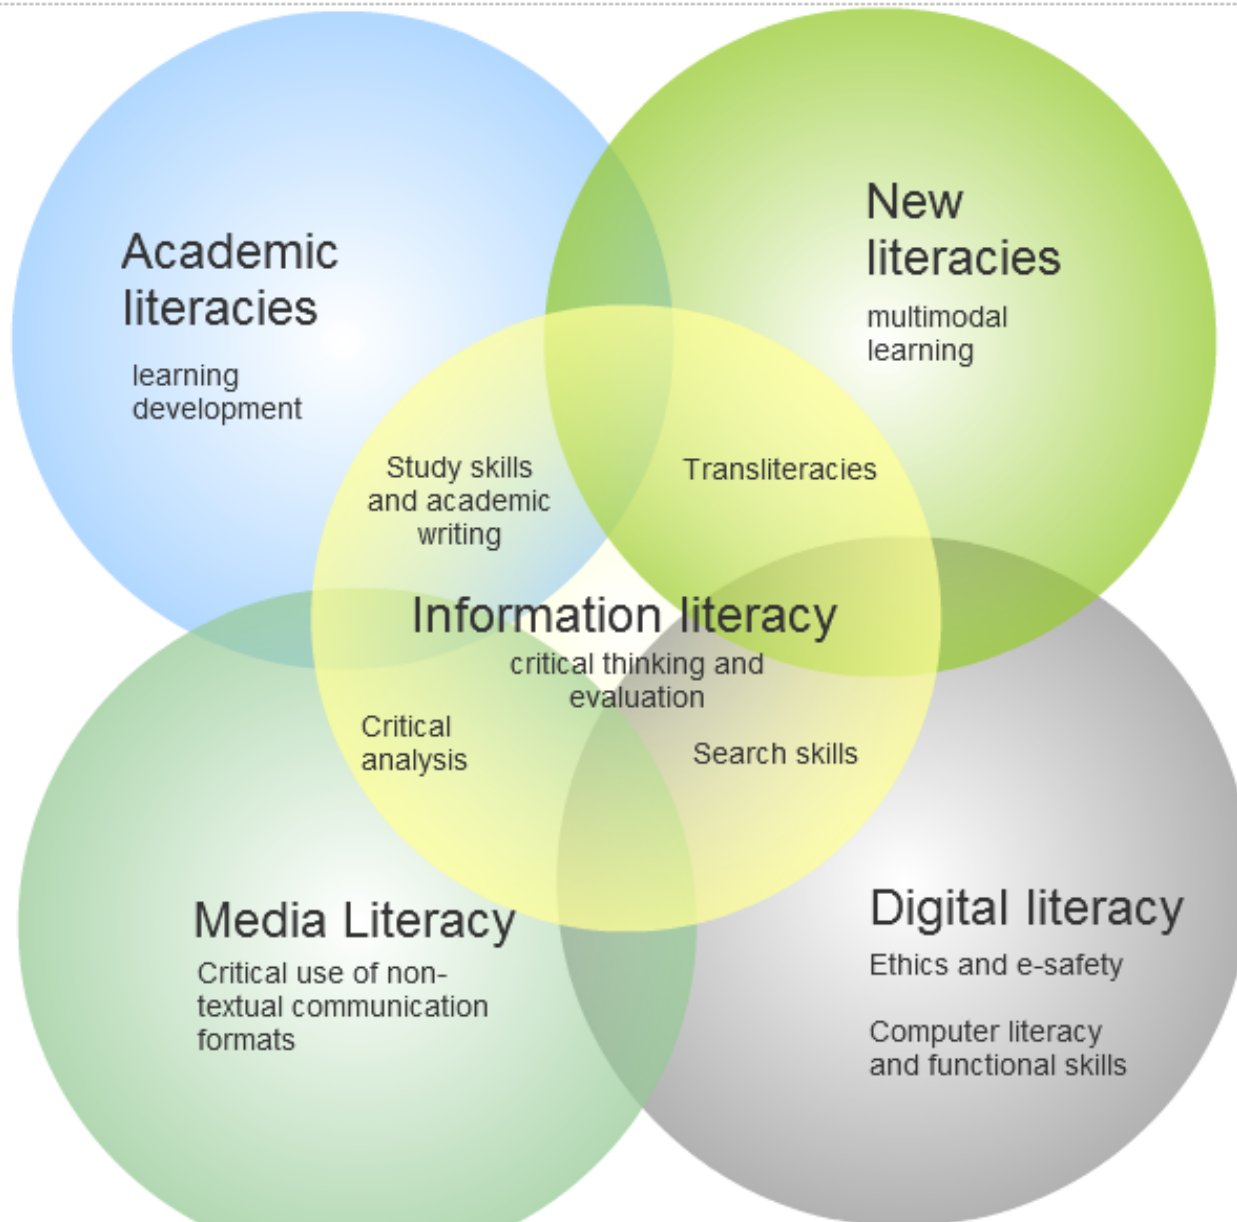 Academic
literacies
learning
development
New
literacies
multimodal
learning
Study skills
and academic
writing
Transliteracies
Information literacy
critical thinking and
evaluation
Critical
analysis
Search skills
Media Literacy
Critical use of non-
textual communication
formats
Digital literacy
Ethics and e-safety
Computer literacy
and functional skills